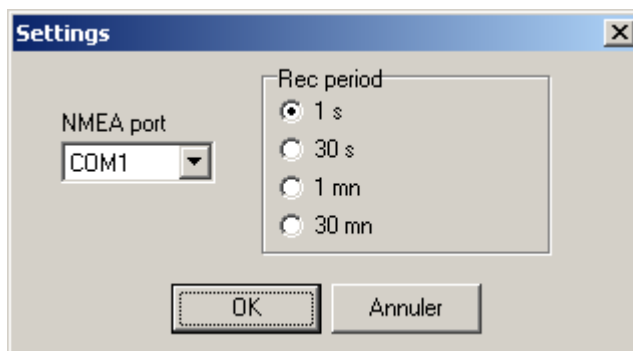 Settings
NMEA port
COM1
Rec period
1 s
30 s
1 mn
30 mn
OK
Annuler